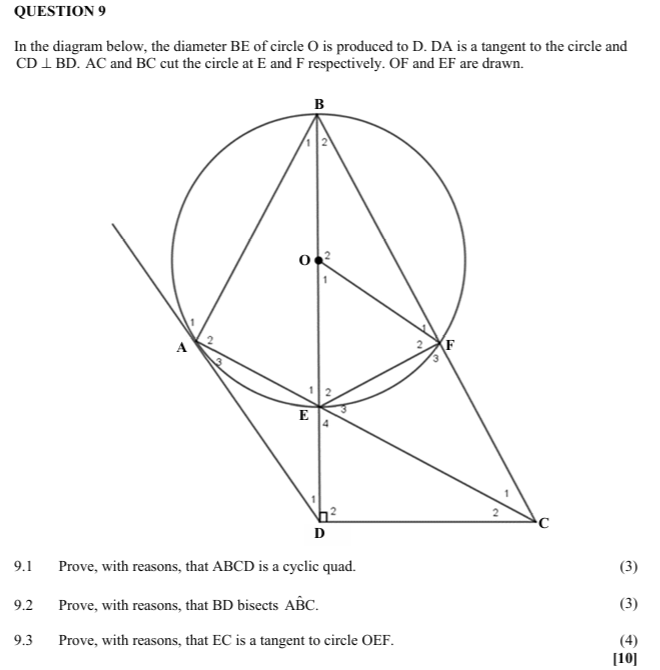 QUESTION 9
In the diagram below, the diameter BE of circle O is produced to D. DA is a tangent to the circle and
CD ⊥ BD. AC and BC cut the circle at E and F respectively. OF and EF are drawn.
B
1 2
O 2
1
1
A 2
3
1
2 F
3
1 2
E 3
4
1
1 2
2 C
D
9.1 Prove, with reasons, that ABCD is a cyclic quad. (3)
9.2 Prove, with reasons, that BD bisects AB̂C. (3)
9.3 Prove, with reasons, that EC is a tangent to circle OEF. (4)
[10]